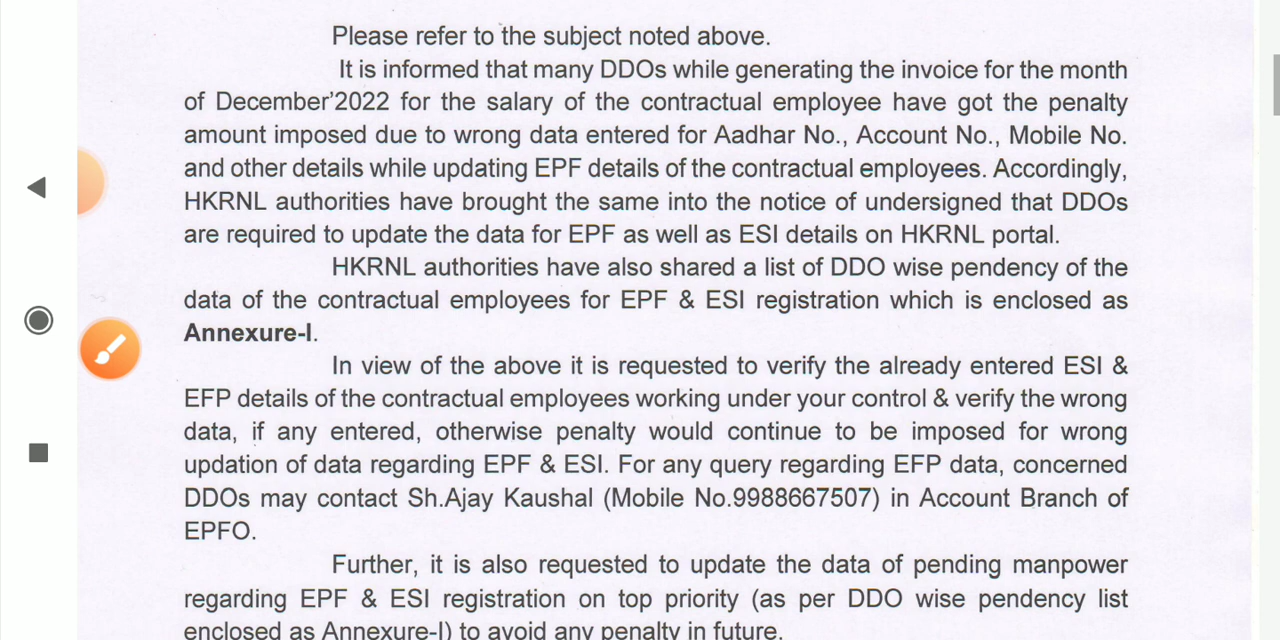 Please refer to the subject noted above.
It is informed that many DDOs while generating the invoice for the month
of December'2022 for the salary of the contractual employee have got the penalty
amount imposed due to wrong data entered for Aadhar No., Account No., Mobile No.
and other details while updating EPF details of the contractual employees. Accordingly,
HKRNL authorities have brought the same into the notice of undersigned that DDOs
are required to update the data for EPF as well as ESI details on HKRNL portal.
HKRNL authorities have also shared a list of DDO wise pendency of the
data of the contractual employees for EPF & ESI registration which is enclosed as
Annexure-I.
In view of the above it is requested to verify the already entered ESI &
EFP details of the contractual employees working under your control & verify the wrong
data, if any entered, otherwise penalty would continue to be imposed for wrong
updation of data regarding EPF & ESI. For any query regarding EFP data, concerned
DDOs may contact Sh.Ajay Kaushal (Mobile No.9988667507) in Account Branch of
EPFO.
Further, it is also requested to update the data of pending manpower
regarding EPF & ESI registration on top priority (as per DDO wise pendency list
enclosed as Annexure-I) to avoid any penalty in future.